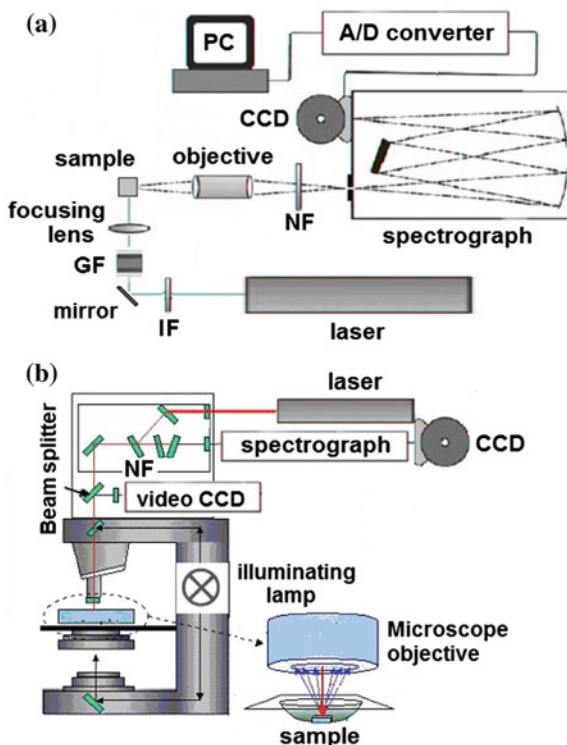 (a)
PC
A/D converter
CCD
sample
objective
focusing
lens
NF
spectrograph
GF
mirror
IF
laser
(b)
laser
Beam splitter
spectrograph
CCD
NF
video CCD
illuminating
lamp
Microscope
objective
sample